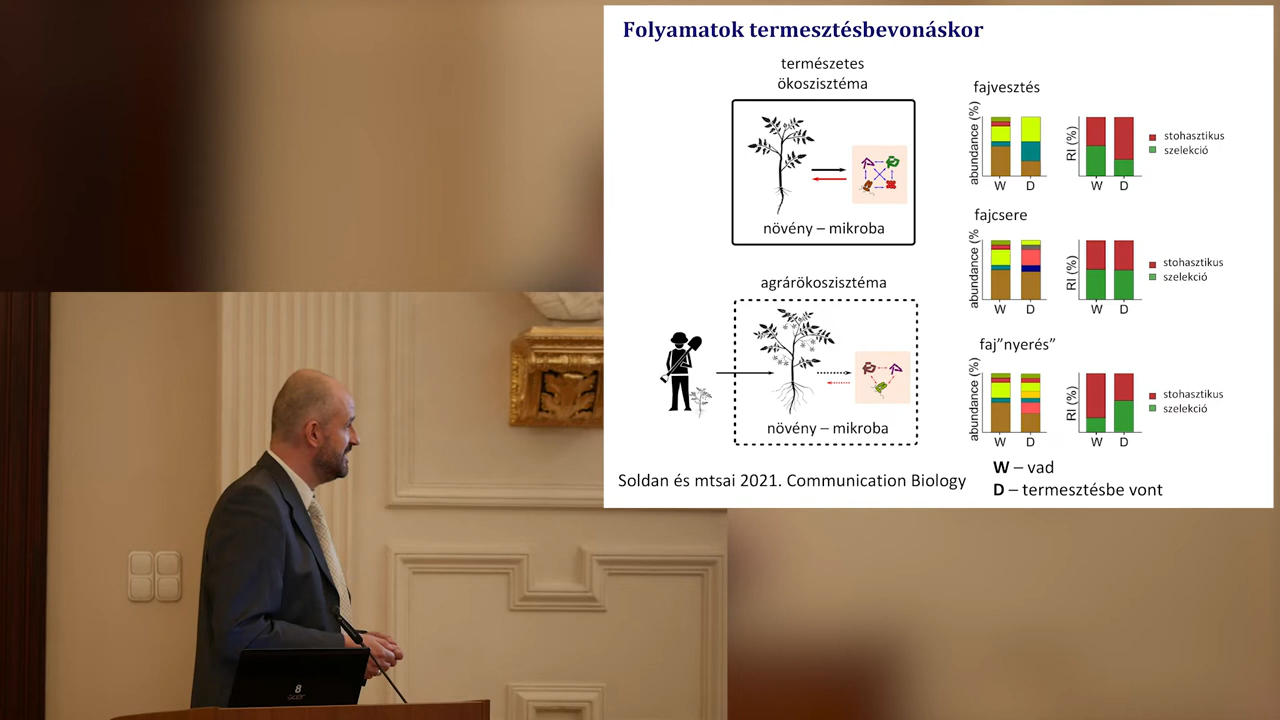 Folyamatok termesztésbevonáskor
természetes
ökoszisztéma
növény – mikroba
agrárökoszisztéma
növény – mikroba
Soldan és mtsai 2021. Communication Biology
fajvesztés
abundance (%)
W D
RI (%)
W D
stohasztikus
szelekció
fajcsere
abundance (%
W D
RI (%)
W D
stohasztikus
szelekció
faj”nyerés”
abundance (%)
W D
RI (%)
W D
stohasztikus
szelekció
W – vad
D – termesztésbe vont
acer